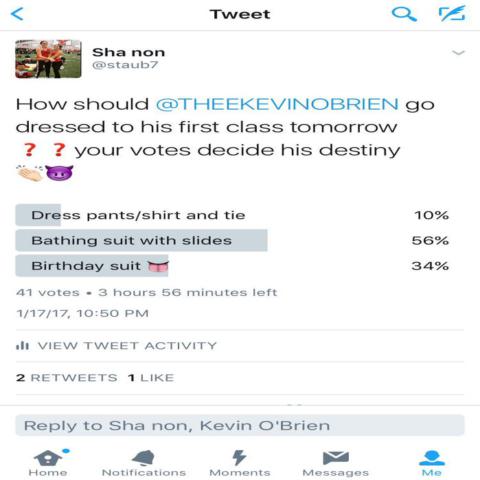 Tweet
Sha non
@staub7
How should @THEEKEVINOBRIEN go
dressed to his first class tomorrow
❓ ❓ your votes decide his destiny
👏🏻😈
Dress pants/shirt and tie 10%
Bathing suit with slides 56%
Birthday suit 👅 34%
41 votes • 3 hours 56 minutes left
1/17/17, 10:50 PM
VIEW TWEET ACTIVITY
2 RETWEETS 1 LIKE
Reply to Sha non, Kevin O'Brien
Home Notifications Moments Messages Me